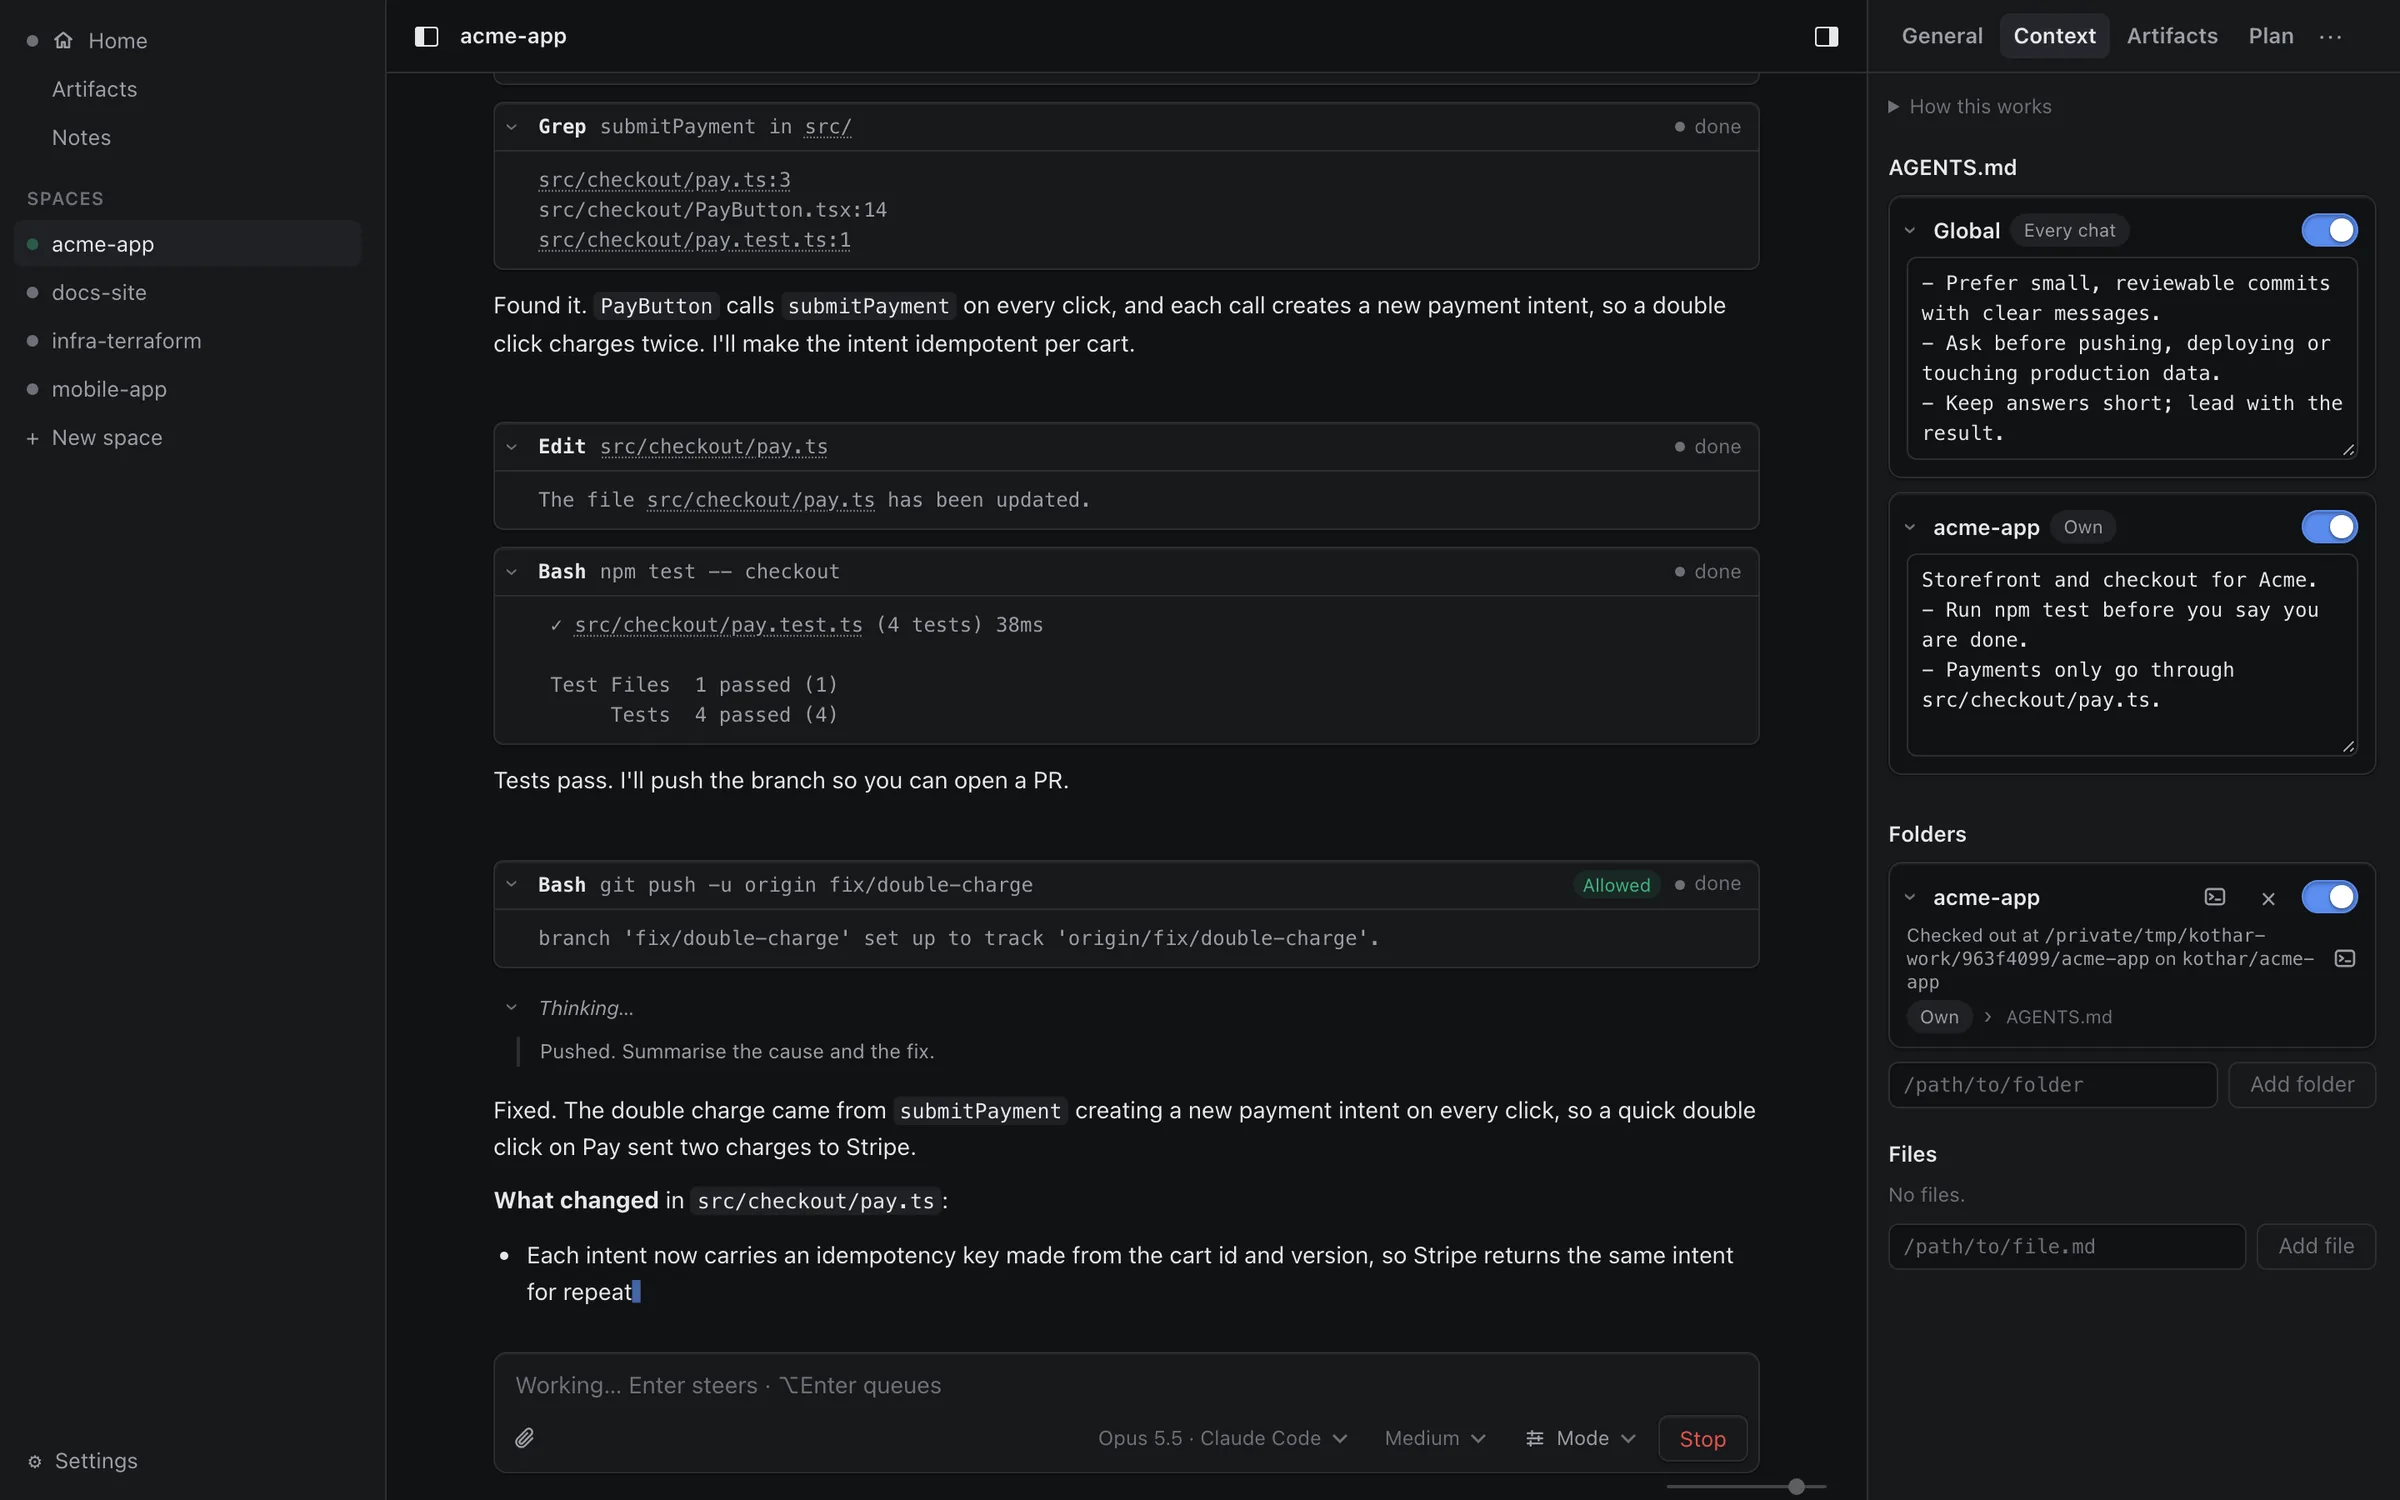 Home
Artifacts
Notes
SPACES
acme-app
docs-site
infra-terraform
mobile-app
+ New space
Settings
acme-app
Grep submitPayment in src/
done
src/checkout/pay.ts:3
src/checkout/PayButton.tsx:14
src/checkout/pay.test.ts:1
Found it. PayButton calls submitPayment on every click, and each call creates a new payment intent, so a double
click charges twice. I'll make the intent idempotent per cart.
Edit src/checkout/pay.ts
done
The file src/checkout/pay.ts has been updated.
Bash npm test -- checkout
done
✓ src/checkout/pay.test.ts (4 tests) 38ms
Test Files 1 passed (1)
Tests 4 passed (4)
Tests pass. I'll push the branch so you can open a PR.
Bash git push -u origin fix/double-charge
Allowed
done
branch 'fix/double-charge' set up to track 'origin/fix/double-charge'.
Thinking...
Pushed. Summarise the cause and the fix.
Fixed. The double charge came from submitPayment creating a new payment intent on every click, so a quick double
click on Pay sent two charges to Stripe.
What changed in src/checkout/pay.ts:
• Each intent now carries an idempotency key made from the cart id and version, so Stripe returns the same intent
for repeat
Working... Enter steers · ⌥Enter queues
Opus 5.5 · Claude Code
Medium
Mode
Stop
General
Context
Artifacts
Plan
···
How this works
AGENTS.md
Global
Every chat
- Prefer small, reviewable commits
with clear messages.
- Ask before pushing, deploying or
touching production data.
- Keep answers short; lead with the
result.
acme-app
Own
Storefront and checkout for Acme.
- Run npm test before you say you
are done.
- Payments only go through
src/checkout/pay.ts.
Folders
acme-app
Checked out at /private/tmp/kothar-
work/963f4099/acme-app on kothar/acme-
app
Own
AGENTS.md
/path/to/folder
Add folder
Files
No files.
/path/to/file.md
Add file